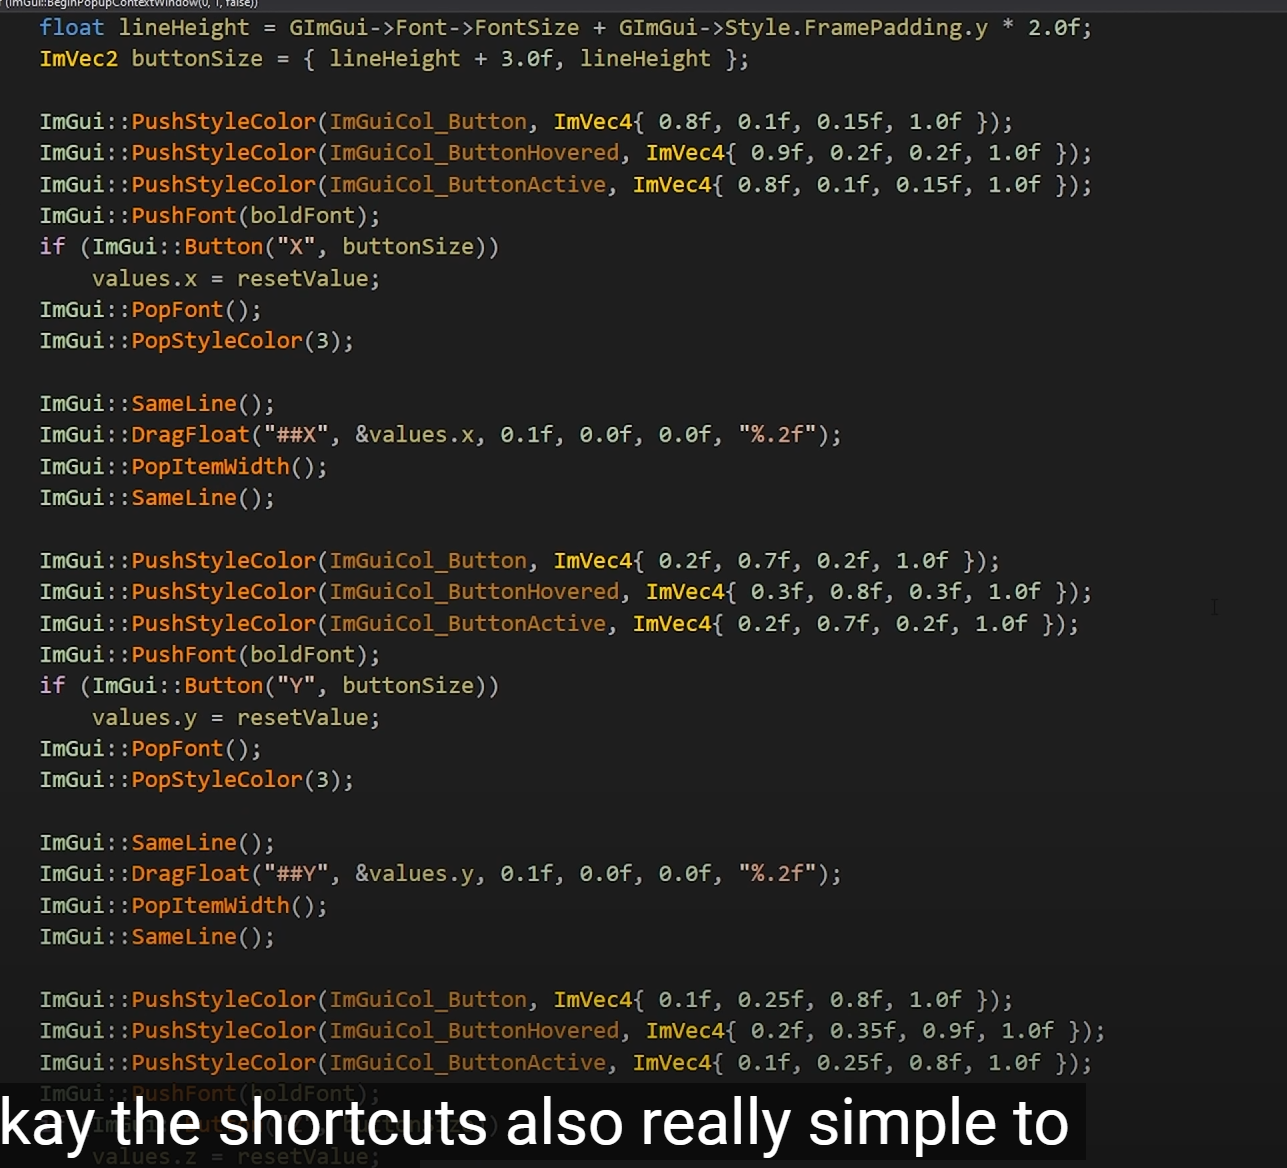 (ImGui::BeginPopupContextWindow(0, 1, false))
float lineHeight = GImGui->Font->FontSize + GImGui->Style.FramePadding.y * 2.0f;
ImVec2 buttonSize = { lineHeight + 3.0f, lineHeight };
ImGui::PushStyleColor(ImGuiCol_Button, ImVec4{ 0.8f, 0.1f, 0.15f, 1.0f });
ImGui::PushStyleColor(ImGuiCol_ButtonHovered, ImVec4{ 0.9f, 0.2f, 0.2f, 1.0f });
ImGui::PushStyleColor(ImGuiCol_ButtonActive, ImVec4{ 0.8f, 0.1f, 0.15f, 1.0f });
ImGui::PushFont(boldFont);
if (ImGui::Button("X", buttonSize))
    values.x = resetValue;
ImGui::PopFont();
ImGui::PopStyleColor(3);
ImGui::SameLine();
ImGui::DragFloat("##X", &values.x, 0.1f, 0.0f, 0.0f, "%.2f");
ImGui::PopItemWidth();
ImGui::SameLine();
ImGui::PushStyleColor(ImGuiCol_Button, ImVec4{ 0.2f, 0.7f, 0.2f, 1.0f });
ImGui::PushStyleColor(ImGuiCol_ButtonHovered, ImVec4{ 0.3f, 0.8f, 0.3f, 1.0f });
ImGui::PushStyleColor(ImGuiCol_ButtonActive, ImVec4{ 0.2f, 0.7f, 0.2f, 1.0f });
ImGui::PushFont(boldFont);
if (ImGui::Button("Y", buttonSize))
    values.y = resetValue;
ImGui::PopFont();
ImGui::PopStyleColor(3);
ImGui::SameLine();
ImGui::DragFloat("##Y", &values.y, 0.1f, 0.0f, 0.0f, "%.2f");
ImGui::PopItemWidth();
ImGui::SameLine();
ImGui::PushStyleColor(ImGuiCol_Button, ImVec4{ 0.1f, 0.25f, 0.8f, 1.0f });
ImGui::PushStyleColor(ImGuiCol_ButtonHovered, ImVec4{ 0.2f, 0.35f, 0.9f, 1.0f });
ImGui::PushStyleColor(ImGuiCol_ButtonActive, ImVec4{ 0.1f, 0.25f, 0.8f, 1.0f });
ImGui::PushFont(boldFont);
kay the shortcuts also really simple to
    values.z = resetValue;